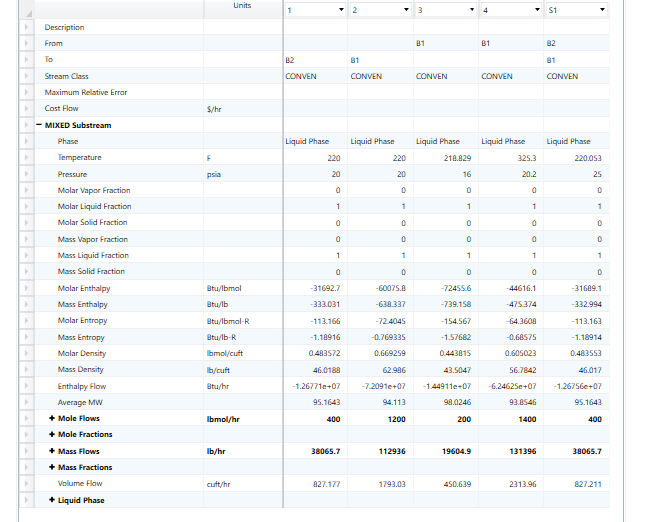 Units 1 2 3 4 S1
Description
From B1 B1 B2
To B2 B1 B1
Stream Class CONVEN CONVEN CONVEN CONVEN CONVEN
Maximum Relative Error
Cost Flow $/hr
− MIXED Substream
Phase Liquid Phase Liquid Phase Liquid Phase Liquid Phase Liquid Phase
Temperature F 220 220 218.829 325.3 220.053
Pressure psia 20 20 16 20.2 25
Molar Vapor Fraction 0 0 0 0 0
Molar Liquid Fraction 1 1 1 1 1
Molar Solid Fraction 0 0 0 0 0
Mass Vapor Fraction 0 0 0 0 0
Mass Liquid Fraction 1 1 1 1 1
Mass Solid Fraction 0 0 0 0 0
Molar Enthalpy Btu/lbmol -31692.7 -60075.8 -72455.6 -44616.1 -31689.1
Mass Enthalpy Btu/lb -333.031 -638.337 -739.158 -475.374 -332.994
Molar Entropy Btu/lbmol-R -113.166 -72.4045 -154.567 -64.3608 -113.163
Mass Entropy Btu/lb-R -1.18916 -0.769335 -1.57682 -0.68575 -1.18914
Molar Density lbmol/cuft 0.483572 0.669259 0.443815 0.605023 0.483553
Mass Density lb/cuft 46.0188 62.986 43.5047 56.7842 46.017
Enthalpy Flow Btu/hr -1.26771e+07 -7.2091e+07 -1.44911e+07 -6.24625e+07 -1.26756e+07
Average MW 95.1643 94.113 98.0246 93.8546 95.1643
+ Mole Flows lbmol/hr 400 1200 200 1400 400
+ Mole Fractions
+ Mass Flows lb/hr 38065.7 112936 19604.9 131396 38065.7
+ Mass Fractions
Volume Flow cuft/hr 827.177 1793.03 450.639 2313.96 827.211
+ Liquid Phase